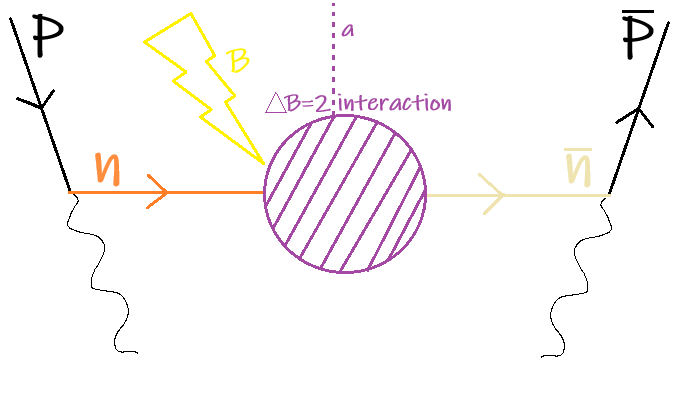 P
P̅
a
B
△B=2 interaction
n
n̅